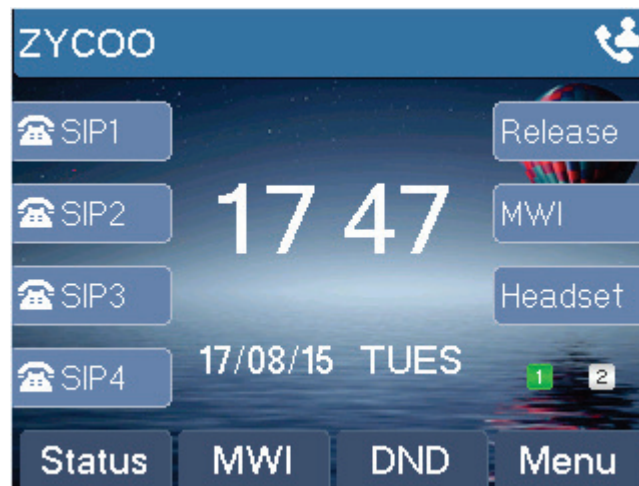 ZYCOO
SIP1
Release
SIP2
17 47
MWI
SIP3
Headset
17/08/15 TUES
SIP4
1 2
Status MWI DND Menu